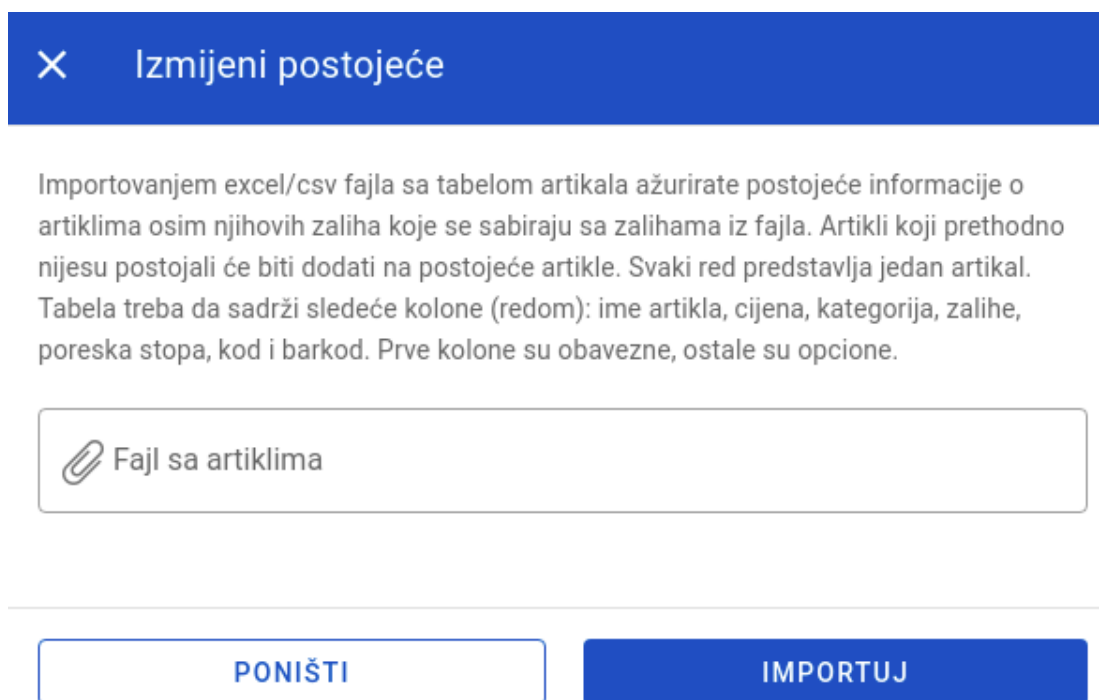 Izmijeni postojeće
Importovanjem excel/csv fajla sa tabelom artikala ažurirate postojeće informacije o
artiklima osim njihovih zaliha koje se sabiraju sa zalihama iz fajla. Artikli koji prethodno
nijesu postojali će biti dodati na postojeće artikle. Svaki red predstavlja jedan artikal.
Tabela treba da sadrži sledeće kolone (redom): ime artikla, cijena, kategorija, zalihe,
poreska stopa, kod i barkod. Prve kolone su obavezne, ostale su opcione.
Fajl sa artiklima
PONIŠTI
IMPORTUJ